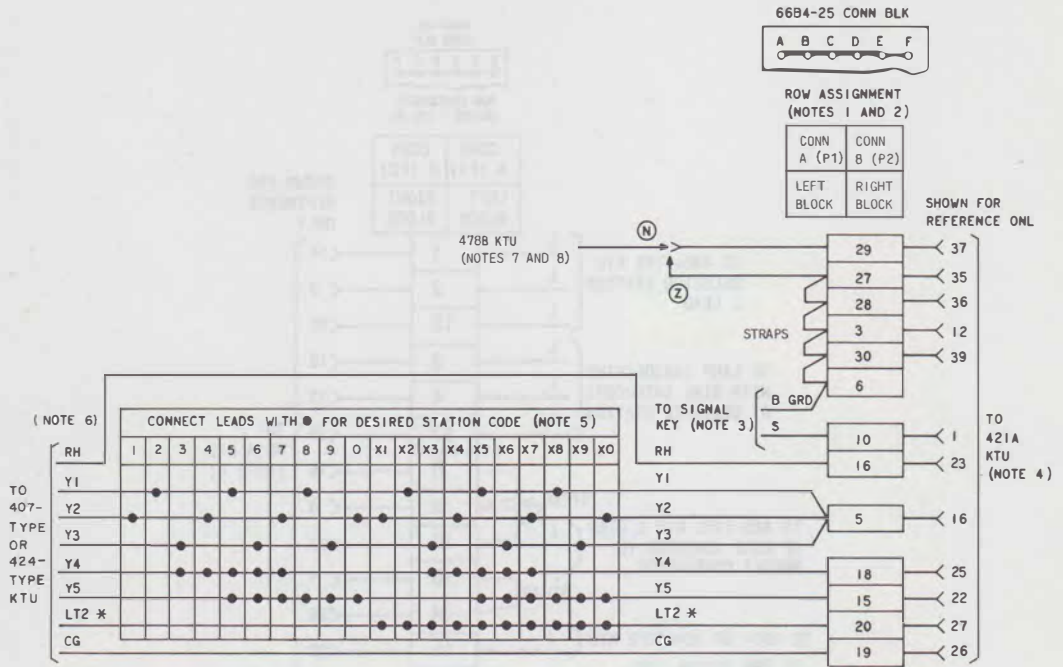 66B4-25 CONN BLK
A B C D E F
ROW ASSIGNMENT
(NOTES 1 AND 2)
CONN A (P1) CONN B (P2)
LEFT BLOCK RIGHT BLOCK
SHOWN FOR
REFERENCE ONL
478B KTU
(NOTES 7 AND 8)
N
Z
29 37
27 35
28 36
STRAPS
3 12
30 39
6
TO SIGNAL
KEY (NOTE 3)
B GRD
S
10 1
RH 16 23
TO
421A
KTU
(NOTE 4)
(NOTE 6)
CONNECT LEADS WITH ● FOR DESIRED STATION CODE (NOTE 5)
1 2 3 4 5 6 7 8 9 0 X1 X2 X3 X4 X5 X6 X7 X8 X9 X0
TO
407-
TYPE
OR
424-
TYPE
KTU
RH
Y1 Y1
Y2 Y2 5 16
Y3 Y3
Y4 Y4 18 25
Y5 Y5 15 22
LT2 * LT2 * 20 27
CG CG 19 26